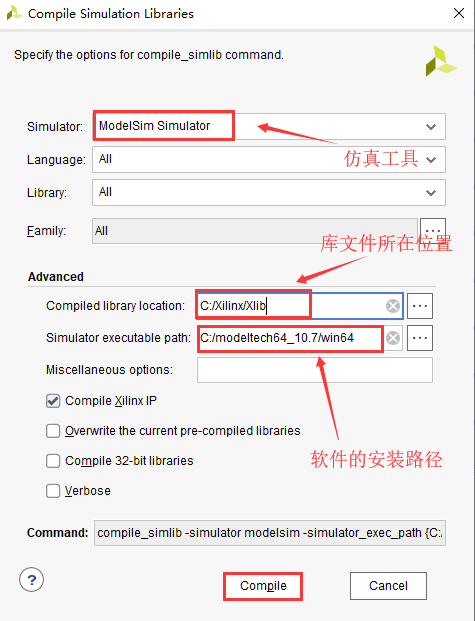 Compile Simulation Libraries
Specify the options for compile_simlib command.
Simulator: ModelSim Simulator
仿真工具
Language: All
Library: All
Family: All ...
库文件所在位置
Advanced
Compiled library location: C:/Xilinx/Xlib ...
Simulator executable path: C:/modeltech64_10.7/win64 ...
Miscellaneous options:
Compile Xilinx IP
Overwrite the current pre-compiled libraries
软件的安装路径
Compile 32-bit libraries
Verbose
Command: compile_simlib -simulator modelsim -simulator_exec_path {C:/
? Compile Cancel